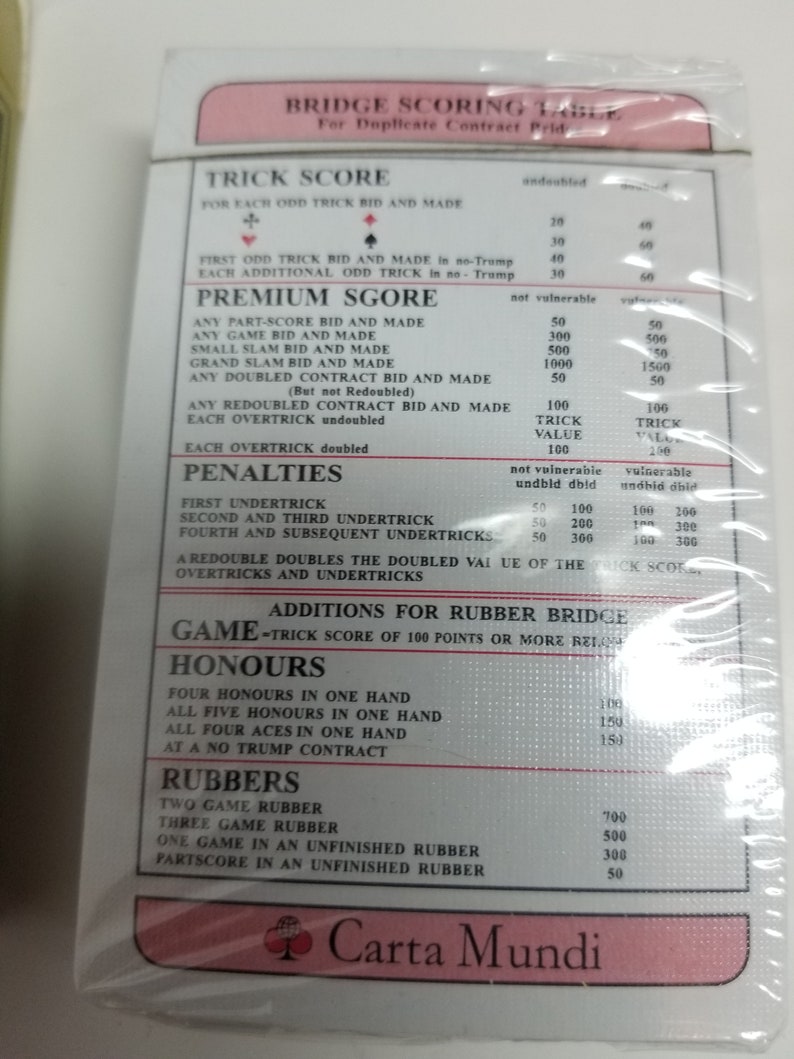 BRIDGE SCORING TABLE
For Duplicate Contract
TRICK SCORE undoubled doubled
FOR EACH ODD TRICK BID AND MADE
♣ ♦ 20 40
♥ ♠ 30 60
FIRST ODD TRICK BID AND MADE in no-Trump 40
EACH ADDITIONAL ODD TRICK in no - Trump 30 60
PREMIUM SGORE not vulnerable vulnerable
ANY PART-SCORE BID AND MADE 50 50
ANY GAME BID AND MADE 300 500
SMALL SLAM BID AND MADE 500
GRAND SLAM BID AND MADE 1000 1500
ANY DOUBLED CONTRACT BID AND MADE 50 50
(But not Redoubled)
ANY REDOUBLED CONTRACT BID AND MADE 100 100
EACH OVERTRICK undoubled TRICK TRICK
VALUE VALUE
EACH OVERTRICK doubled 100 200
PENALTIES not vulnerable vulnerable
undbld dbld undbld dbld
FIRST UNDERTRICK 50 100 100 200
SECOND AND THIRD UNDERTRICK 50 200 100 300
FOURTH AND SUBSEQUENT UNDERTRICKS 50 300 100 300
A REDOUBLE DOUBLES THE DOUBLED VAI UE OF THE TRICK SCORE,
OVERTRICKS AND UNDERTRICKS
ADDITIONS FOR RUBBER BRIDGE
GAME=TRICK SCORE OF 100 POINTS OR MORE
HONOURS
FOUR HONOURS IN ONE HAND 100
ALL FIVE HONOURS IN ONE HAND 150
ALL FOUR ACES IN ONE HAND 150
AT A NO TRUMP CONTRACT
RUBBERS
TWO GAME RUBBER 700
THREE GAME RUBBER 500
ONE GAME IN AN UNFINISHED RUBBER 300
PARTSCORE IN AN UNFINISHED RUBBER 50
Carta Mundi